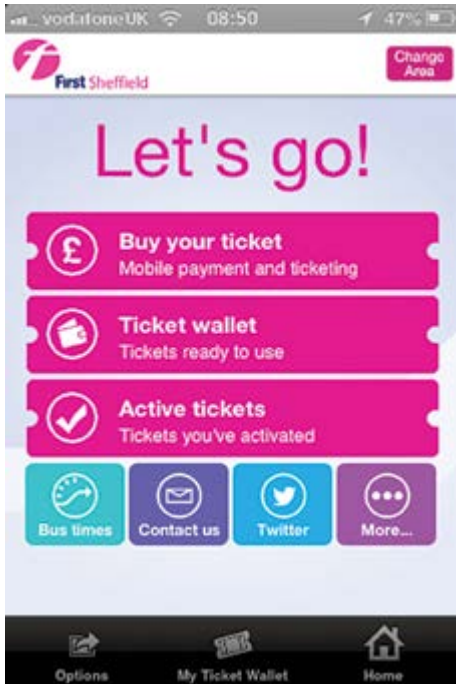 vodafone UK 08:50 47%
First Sheffield
Change
Area
Let's go!
£
Buy your ticket
Mobile payment and ticketing
Ticket wallet
Tickets ready to use
Active tickets
Tickets you've activated
Bus times
Contact us
Twitter
More...
Options
My Ticket Wallet
Home